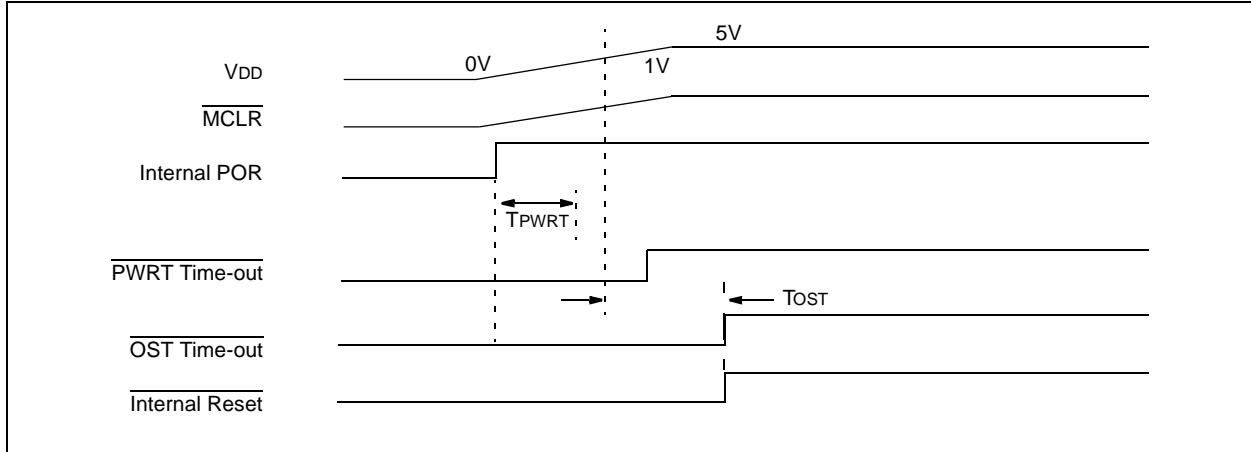 5V
0V
1V
VDD
MCLR
Internal POR
TPWRT
PWRT Time-out
TOST
OST Time-out
Internal Reset